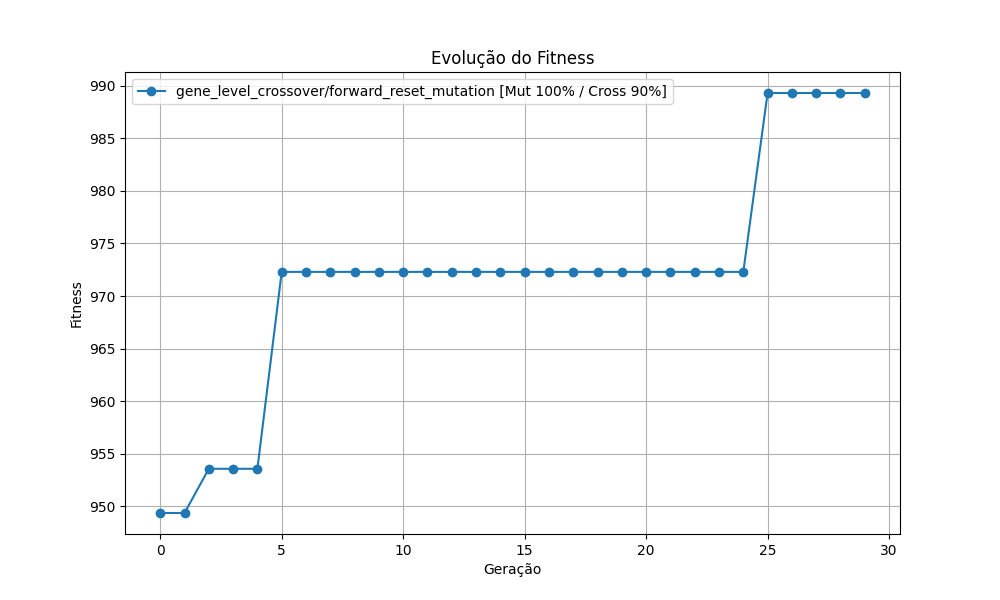 Evolução do Fitness
gene_level_crossover/forward_reset_mutation [Mut 100% / Cross 90%]
Fitness
990
985
980
975
970
965
960
955
950
0 5 10 15 20 25 30
Geração